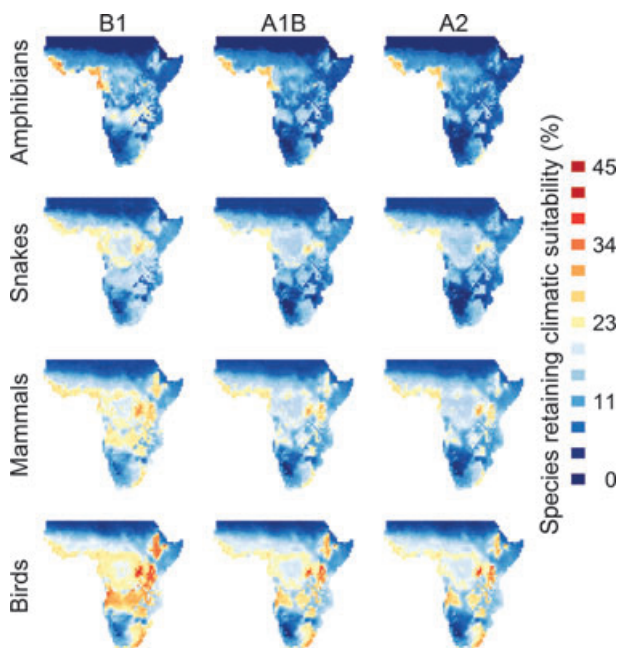 B1 A1B A2
Amphibians
Snakes
Mammals
Birds
Species retaining climatic suitability (%)
45
34
23
11
0